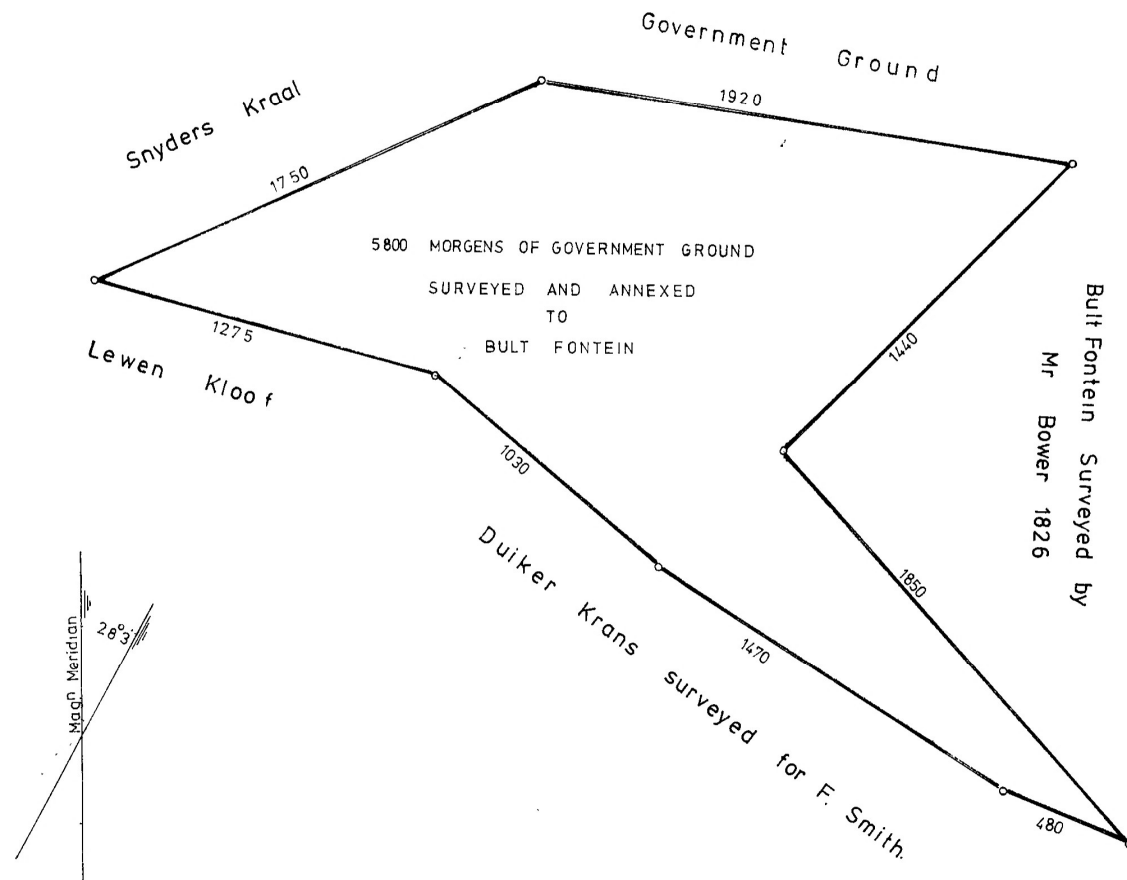 Government Ground
Snyders Kraal
1920
1750
5800 MORGENS OF GOVERNMENT GROUND
SURVEYED AND ANNEXED
TO
BULT FONTEIN
1275
Lewen Kloof
1440
Bult Fontein Surveyed by
Mr Bower 1826
1030
Duiker Krans surveyed for F. Smith.
1850
1470
480
Magn Meridian
28°3